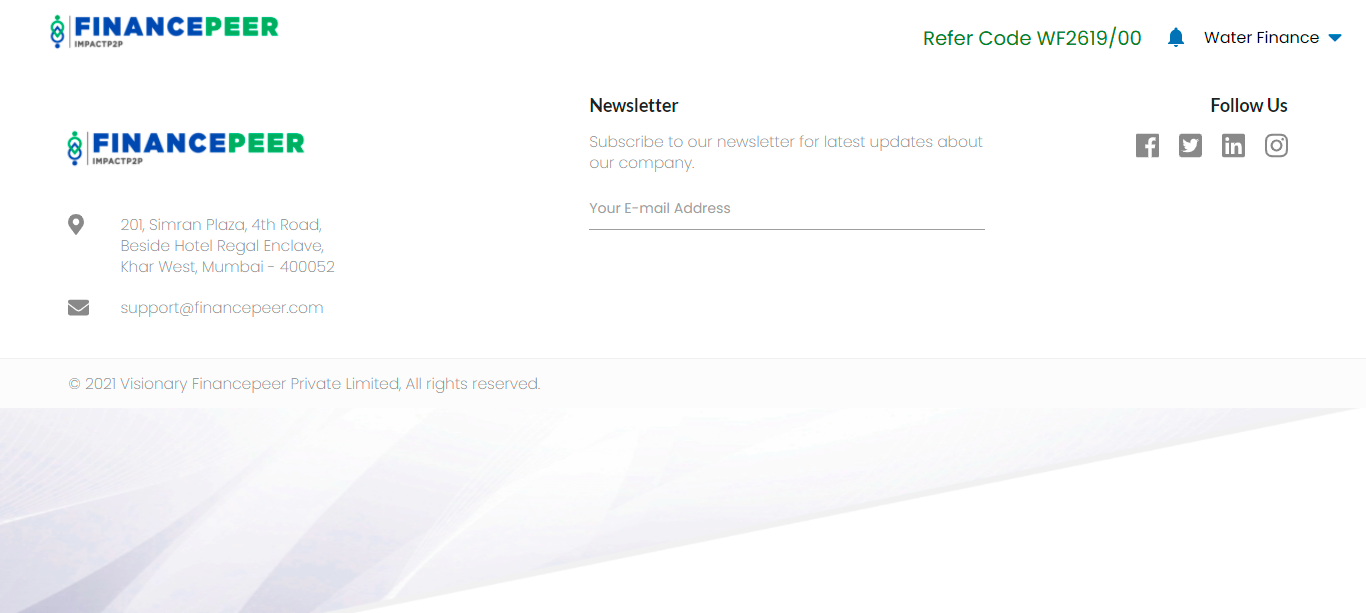 FINANCEPEER
IMPACTP2P
Refer Code WF2619/00
Water Finance
FINANCEPEER
IMPACTP2P
201, Simran Plaza, 4th Road,
Beside Hotel Regal Enclave,
Khar West, Mumbai - 400052
support@financepeer.com
Newsletter
Subscribe to our newsletter for latest updates about
our company.
Your E-mail Address
Follow Us
© 2021 Visionary Financepeer Private Limited, All rights reserved.